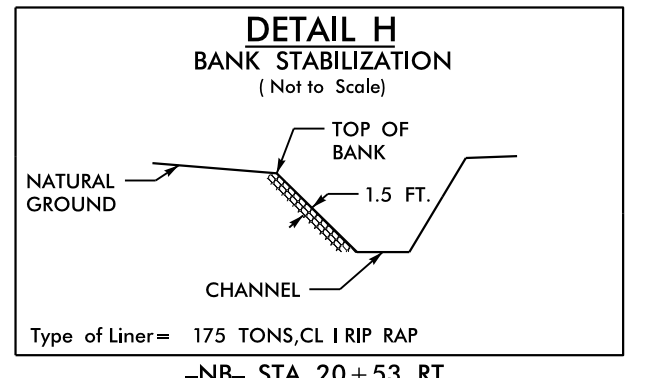 DETAIL H
BANK STABILIZATION
( Not to Scale)
TOP OF
BANK
NATURAL
GROUND
1.5 FT.
CHANNEL
Type of Liner= 175 TONS,CL I RIP RAP
-NB- STA 20+53 RT